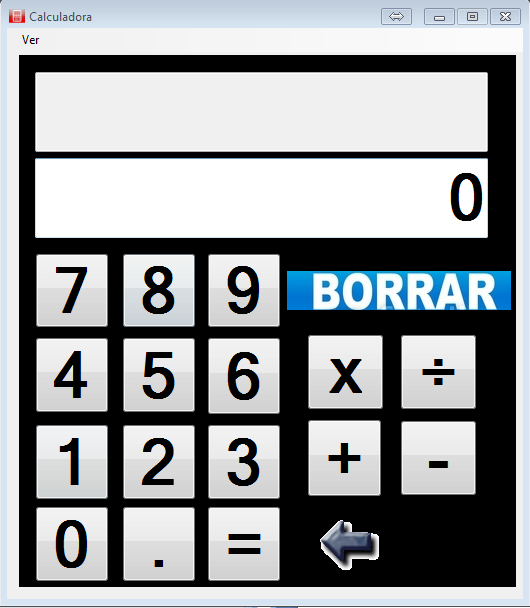 Calculadora
Ver
0
7 8 9 BORRAR
4 5 6 x ÷
1 2 3 + -
0 . =